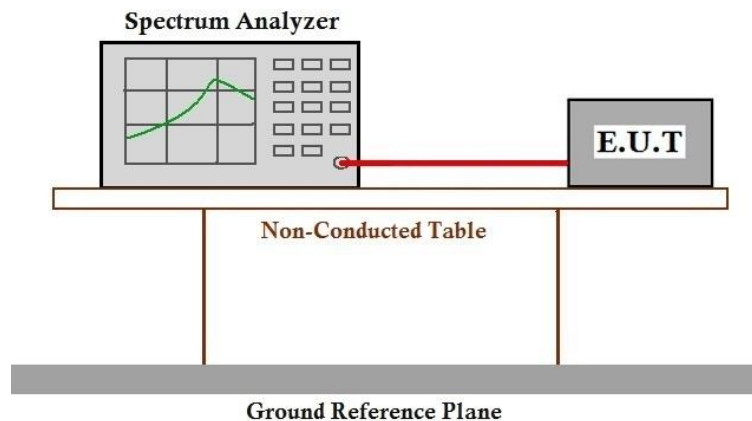 Spectrum Analyzer
E.U.T
Non-Conducted Table
Ground Reference Plane